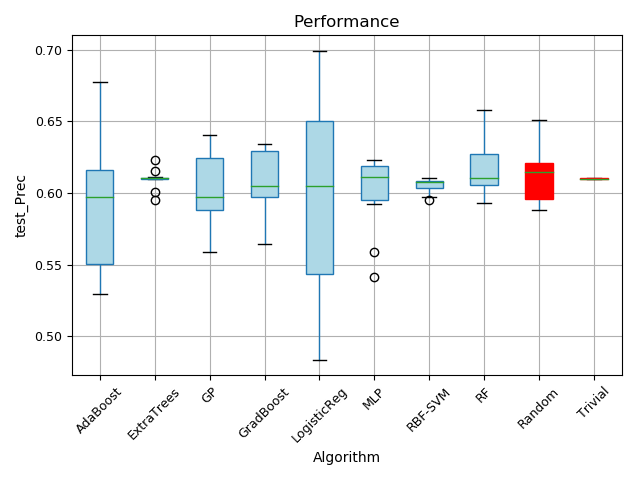 Performance
test_Prec
0.70
0.65
0.60
0.55
0.50
AdaBoost
ExtraTrees
GP
GradBoost
LogisticReg
MLP
RBF-SVM
RF
Random
Trivial
Algorithm